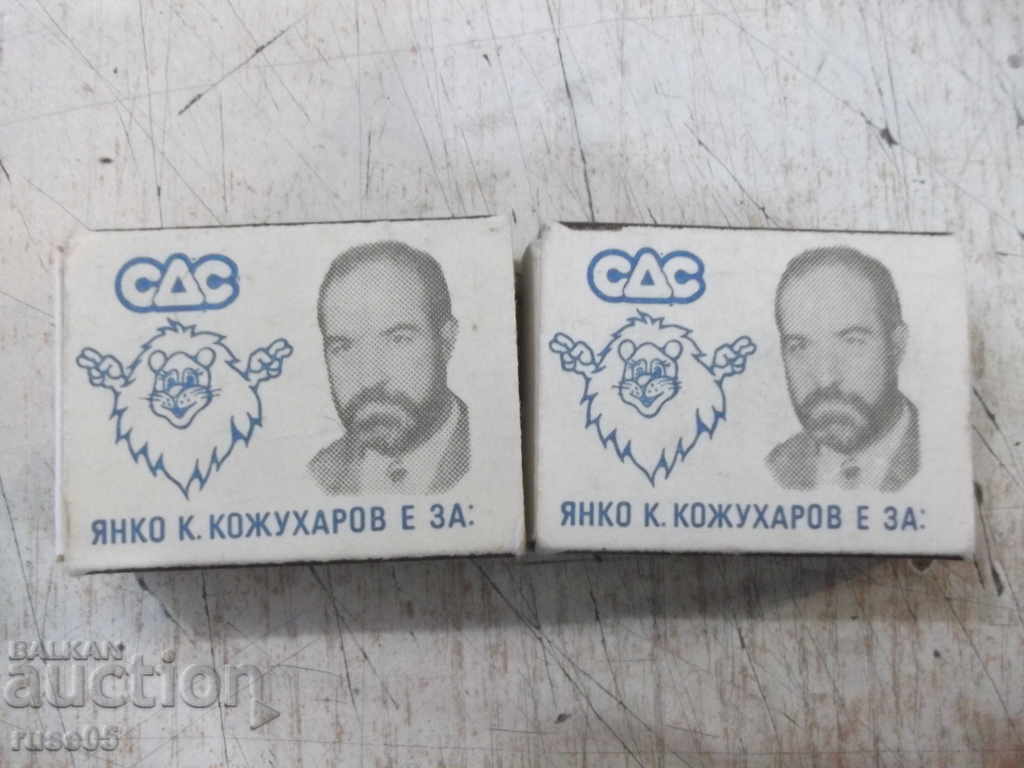 СДС
ЯНКО К. КОЖУХАРОВ Е ЗА:
СДС
ЯНКО К. КОЖУХАРОВ Е ЗА:
BALKAN
auction
ruse05